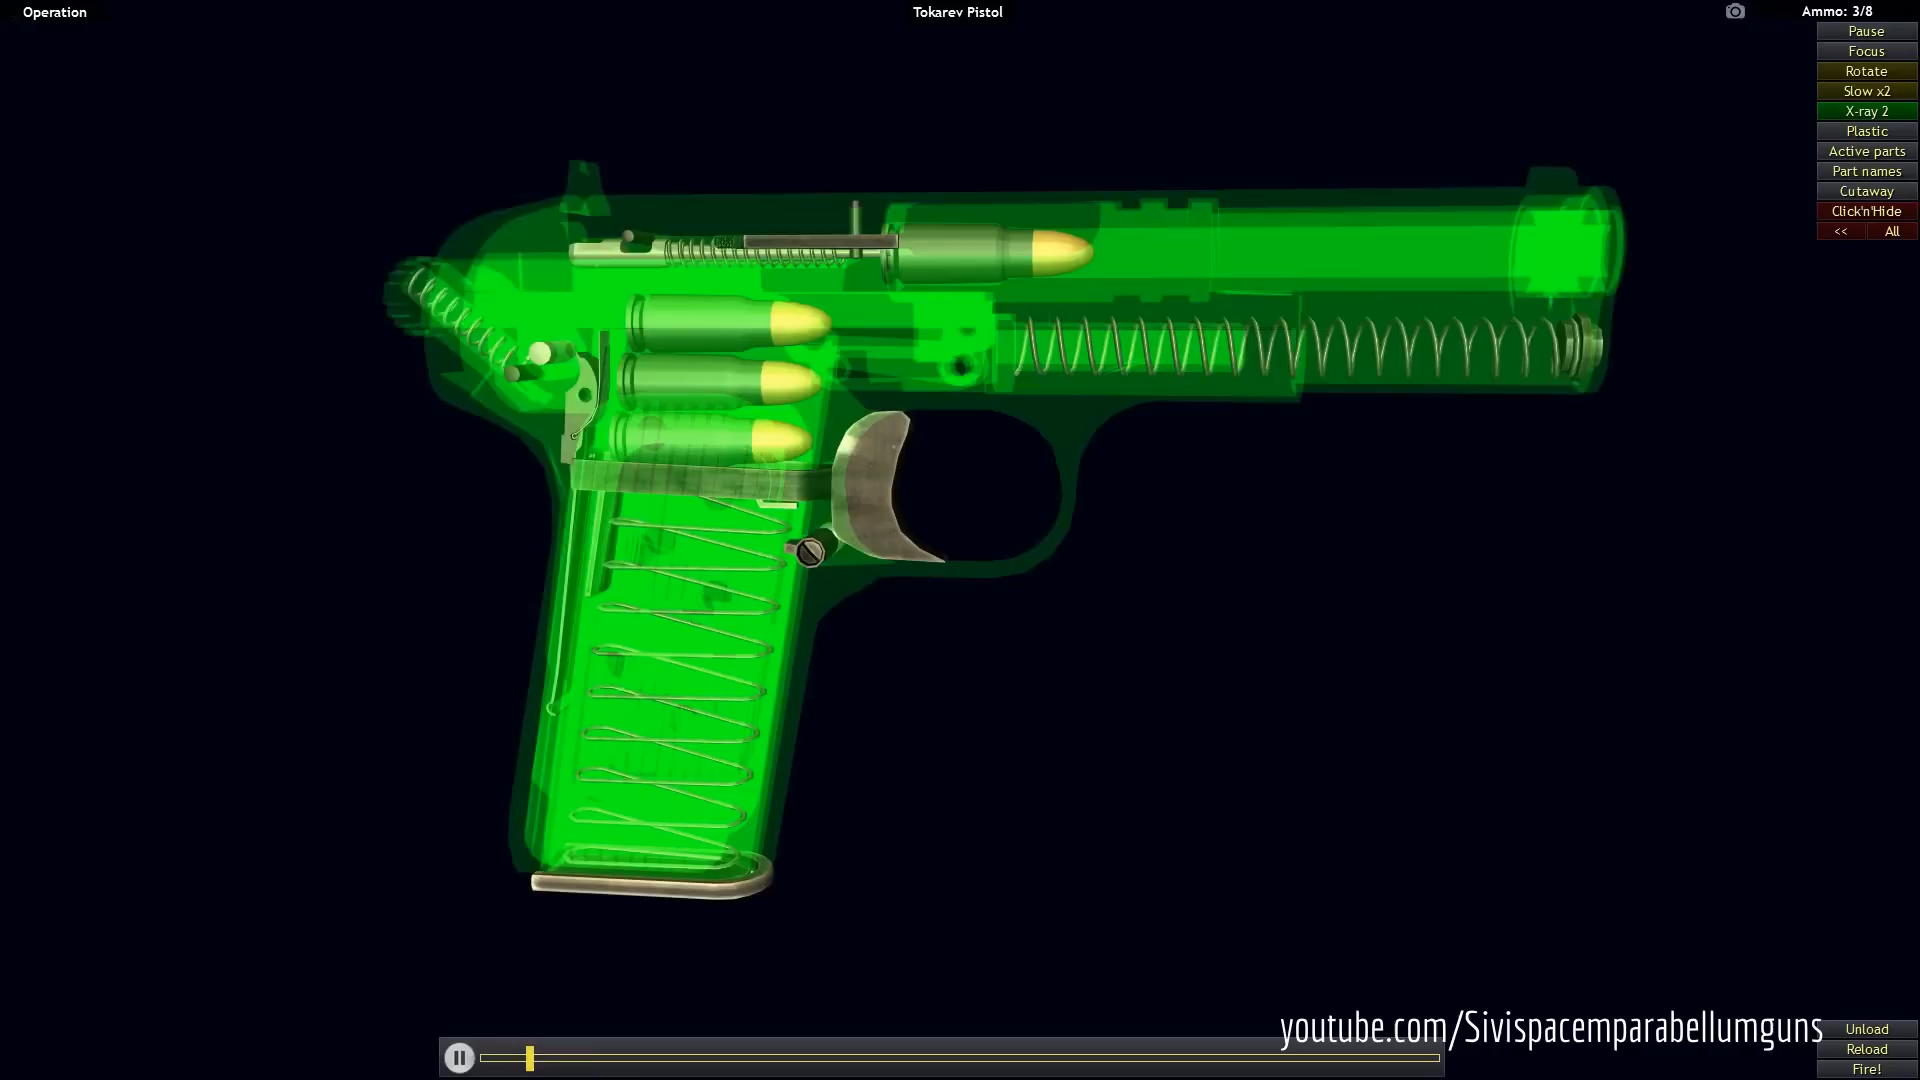 Operation
Tokarev Pistol
Ammo: 3/8
Pause
Focus
Rotate
Slow x2
X-ray 2
Plastic
Active parts
Part names
Cutaway
Click'n'Hide
<< All
youtube.com/Sivispacemparabellumguns
Unload
Reload
Fire!